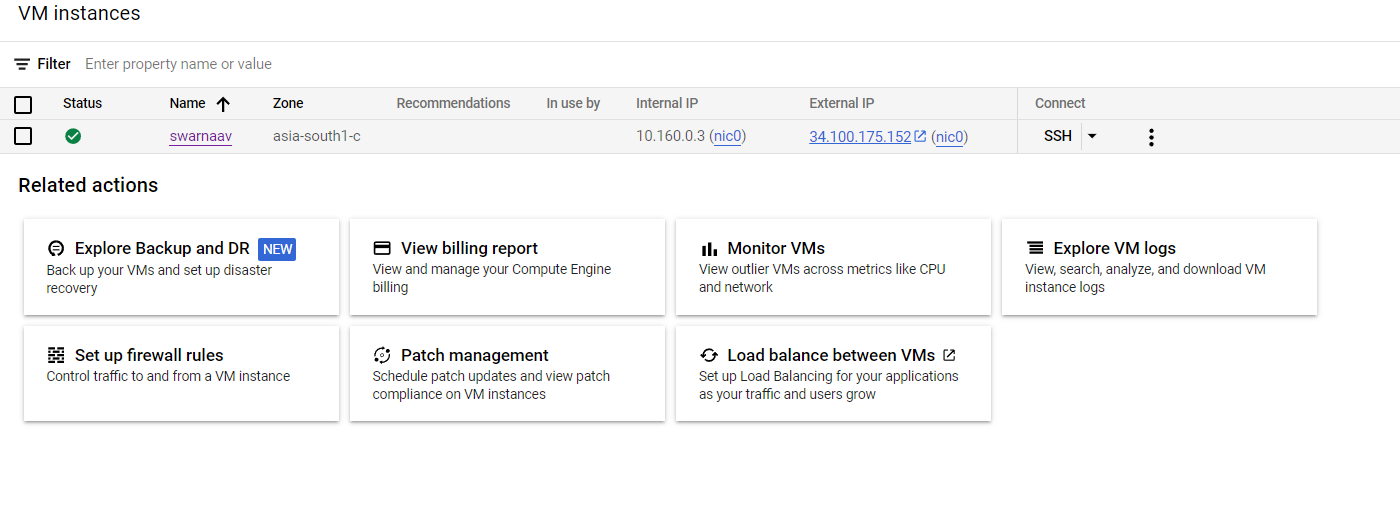 VM instances
Filter Enter property name or value
Status Name Zone Recommendations In use by Internal IP External IP Connect
swarnaav asia-south1-c 10.160.0.3 (nic0) 34.100.175.152 (nic0) SSH
Related actions
Explore Backup and DR NEW
Back up your VMs and set up disaster
recovery
View billing report
View and manage your Compute Engine
billing
Monitor VMs
View outlier VMs across metrics like CPU
and network
Explore VM logs
View, search, analyze, and download VM
instance logs
Set up firewall rules
Control traffic to and from a VM instance
Patch management
Schedule patch updates and view patch
compliance on VM instances
Load balance between VMs
Set up Load Balancing for your applications
as your traffic and users grow